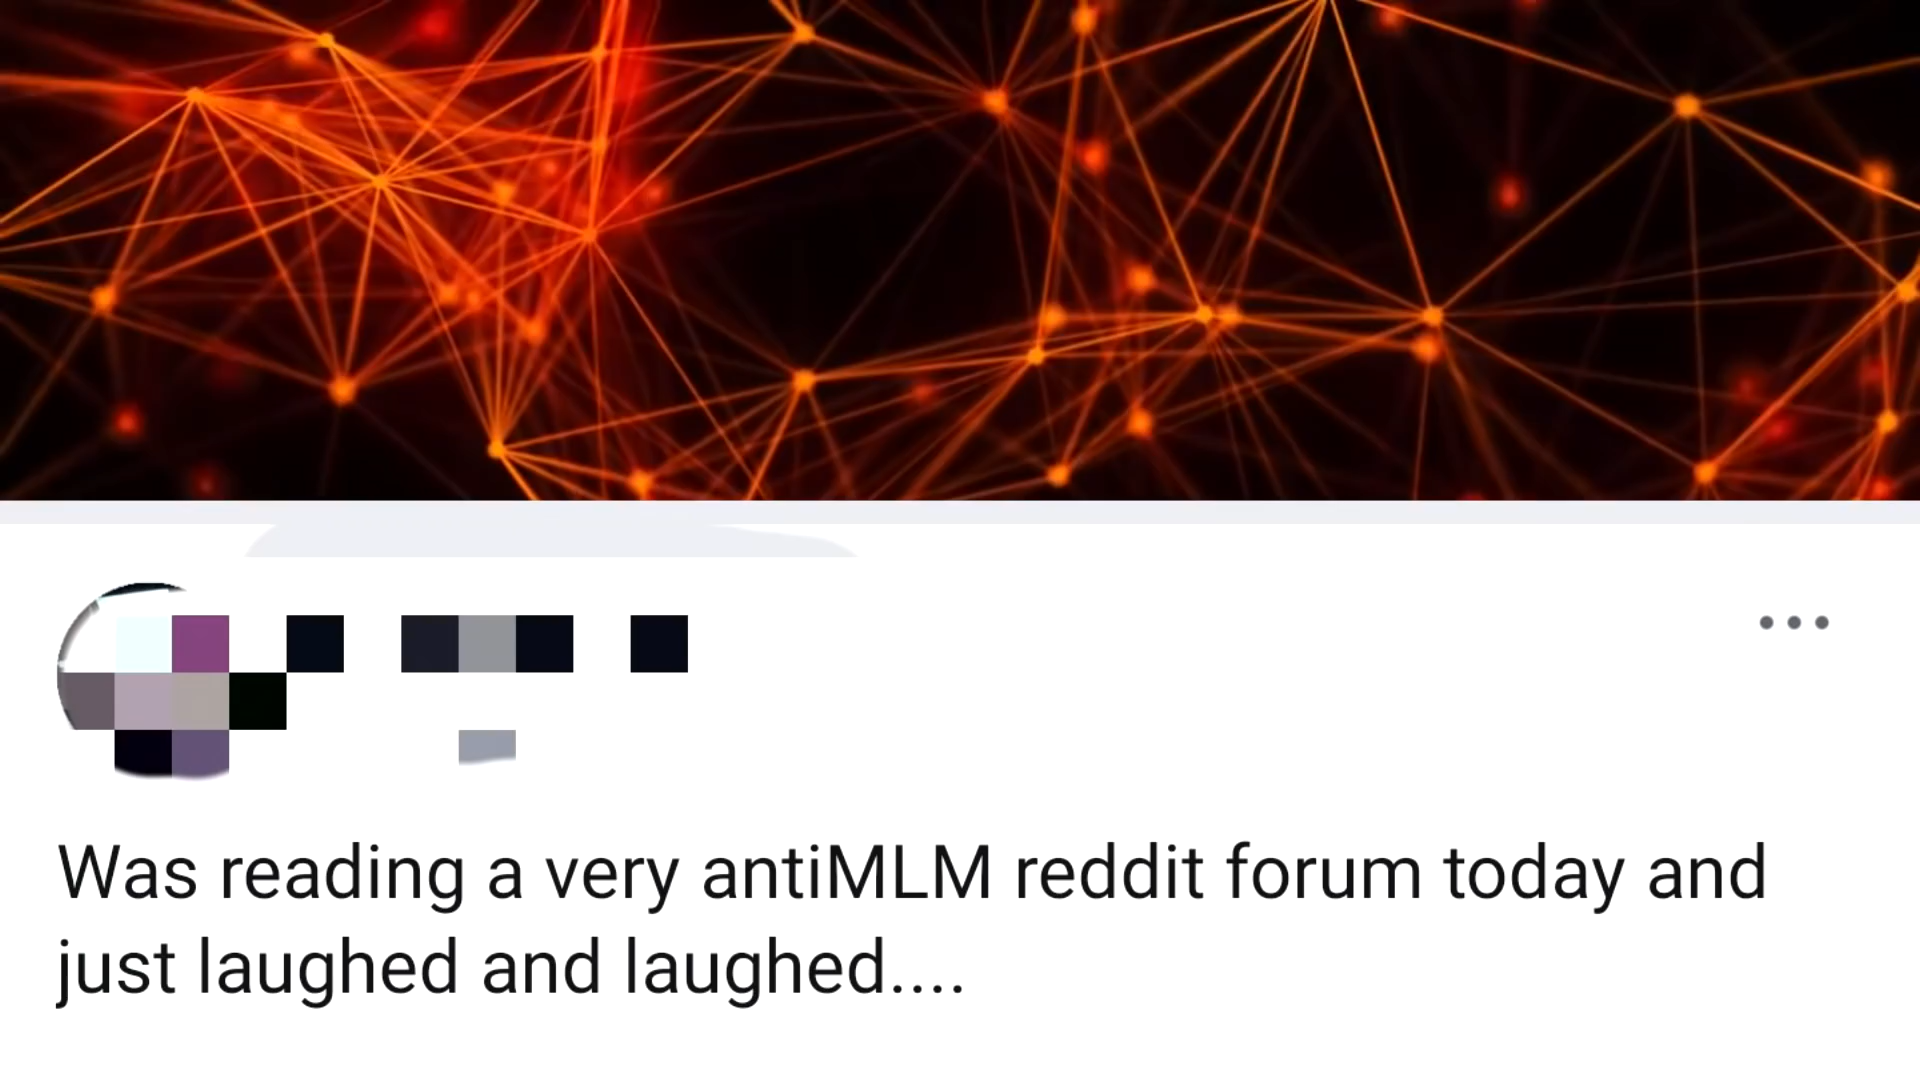 Was reading a very antiMLM reddit forum today and
just laughed and laughed....